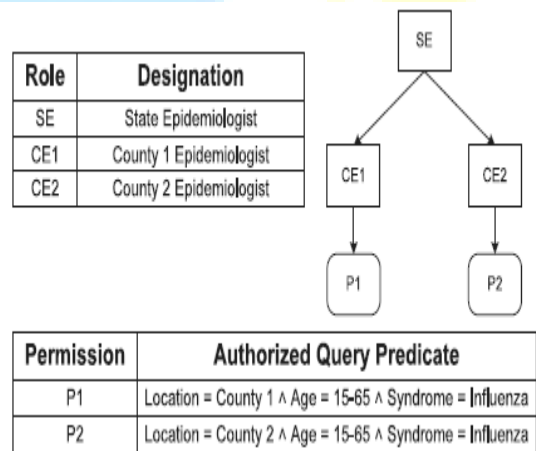 Role Designation
SE State Epidemiologist
CE1 County 1 Epidemiologist
CE2 County 2 Epidemiologist
SE
CE1 CE2
P1 P2
Permission Authorized Query Predicate
P1 Location = County 1 ∧ Age = 15-65 ∧ Syndrome = Influenza
P2 Location = County 2 ∧ Age = 15-65 ∧ Syndrome = Influenza